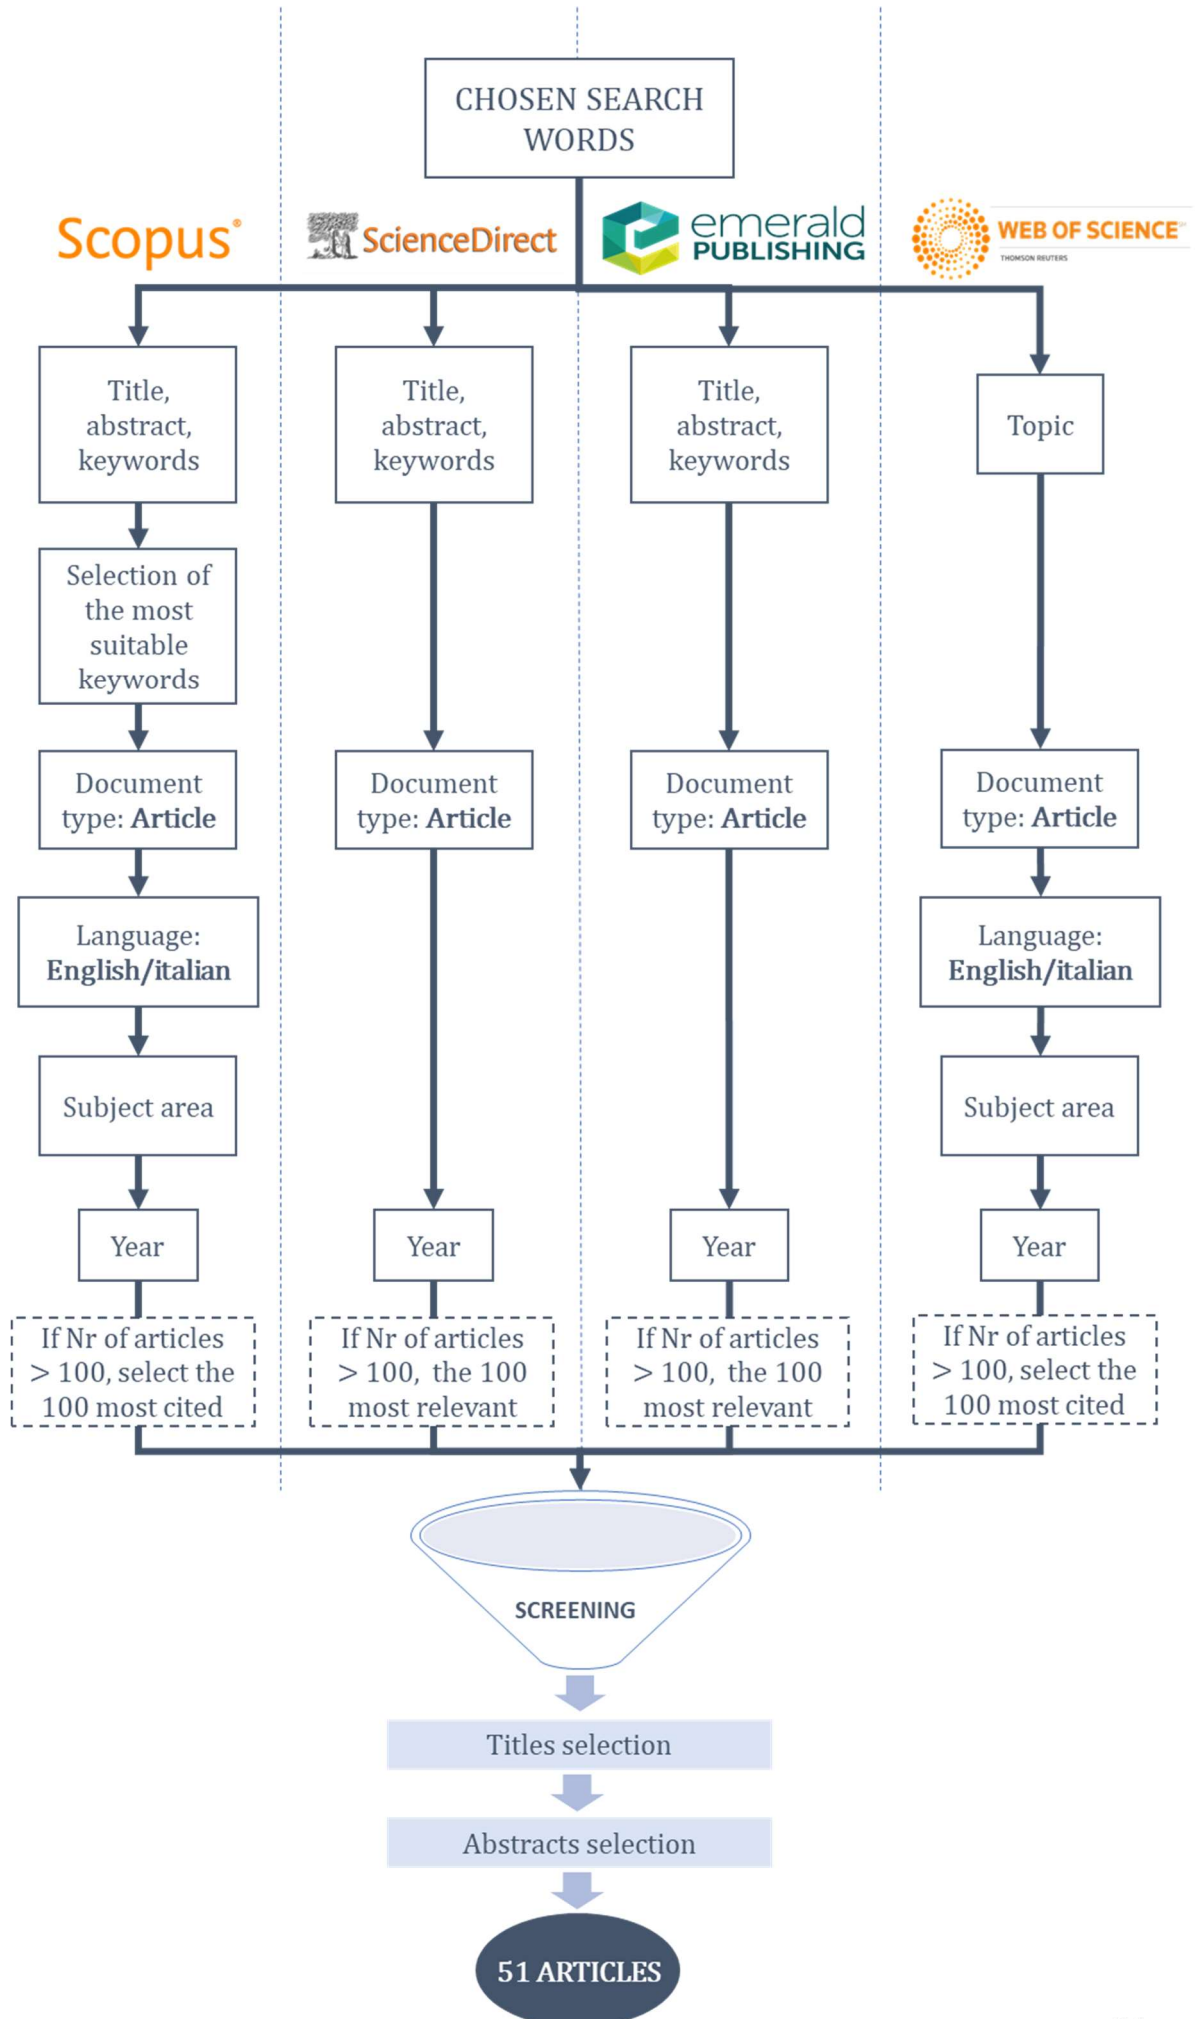 CHOSEN SEARCH
WORDS
Scopus®
ScienceDirect
emerald
PUBLISHING
WEB OF SCIENCE
THOMSON REUTERS
Title,
abstract,
keywords
Selection of
the most
suitable
keywords
Document
type: Article
Language:
English/italian
Subject area
Year
If Nr of articles
> 100, select the
100 most cited
Title,
abstract,
keywords
Document
type: Article
Year
If Nr of articles
> 100, the 100
most relevant
Title,
abstract,
keywords
Document
type: Article
Year
If Nr of articles
> 100, the 100
most relevant
Topic
Document
type: Article
Language:
English/italian
Subject area
Year
If Nr of articles
> 100, select the
100 most cited
SCREENING
Titles selection
Abstracts selection
51 ARTICLES